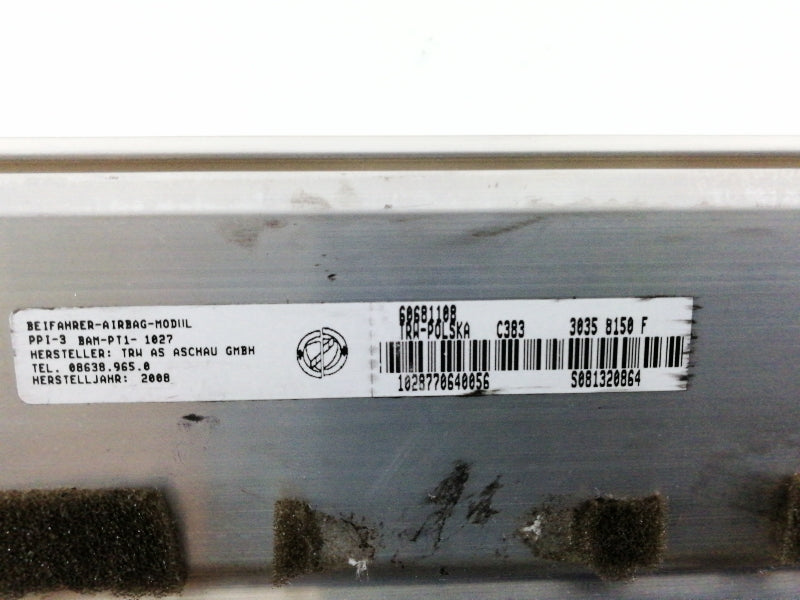 BEIFAHRER-AIRBAG-MODUL
PPI-3 BAM-PT1- 1027
HERSTELLER: TRW AS ASCHAU GMBH
TEL. 08638.965.0
HERSTELLJAHR: 2008
60681108
TRW-POLSKA C383 3035 8150 F
1028770640056 S081320864